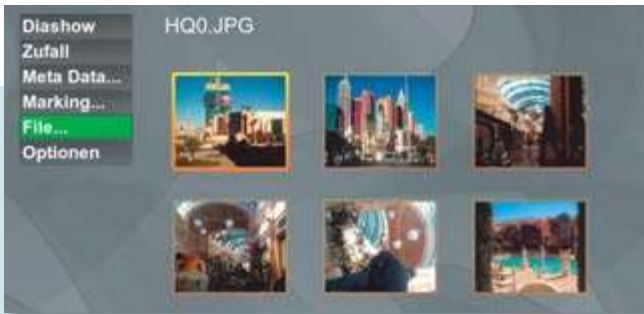 Diashow
HQ0.JPG
Zufall
Meta Data...
Marking...
File...
Optionen